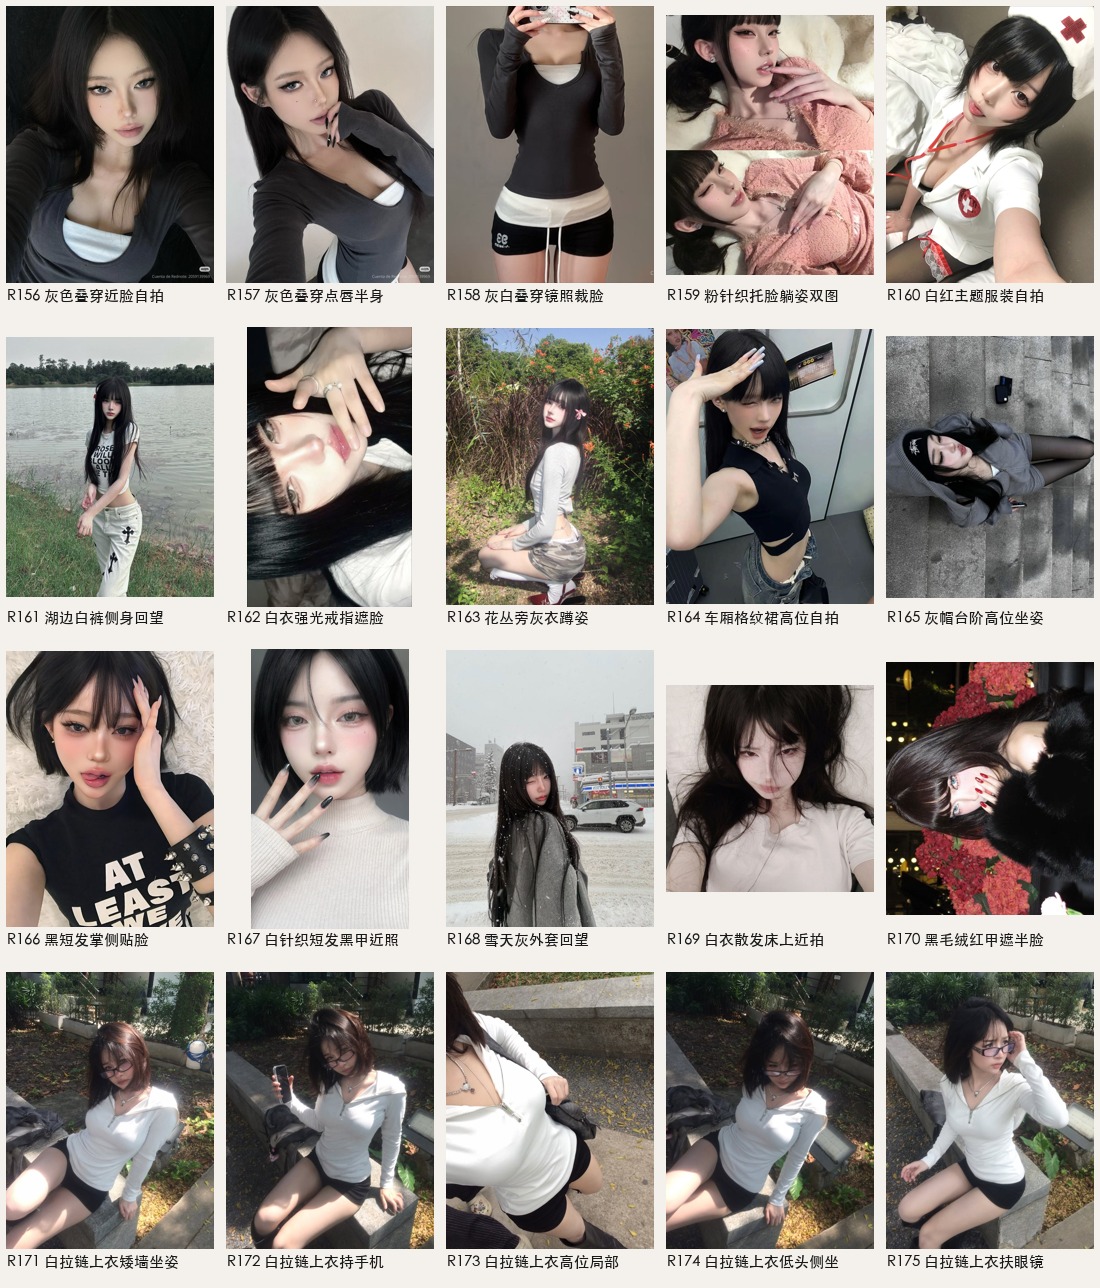 R156 灰色叠穿近脸自拍
R157 灰色叠穿点唇半身
R158 灰白叠穿镜照裁脸
R159 粉针织托脸躺姿双图
R160 白红主题服装自拍
R161 湖边白裤侧身回望
R162 白衣强光戒指遮脸
R163 花丛旁灰衣蹲姿
R164 车厢格纹裙高位自拍
R165 灰帽台阶高位坐姿
AT
LEAST
R166 黑短发掌侧贴脸
R167 白针织短发黑甲近照
R168 雪天灰外套回望
R169 白衣散发床上近拍
R170 黑毛绒红甲遮半脸
R171 白拉链上衣矮墙坐姿
R172 白拉链上衣持手机
R173 白拉链上衣高位局部
R174 白拉链上衣低头侧坐
R175 白拉链上衣扶眼镜